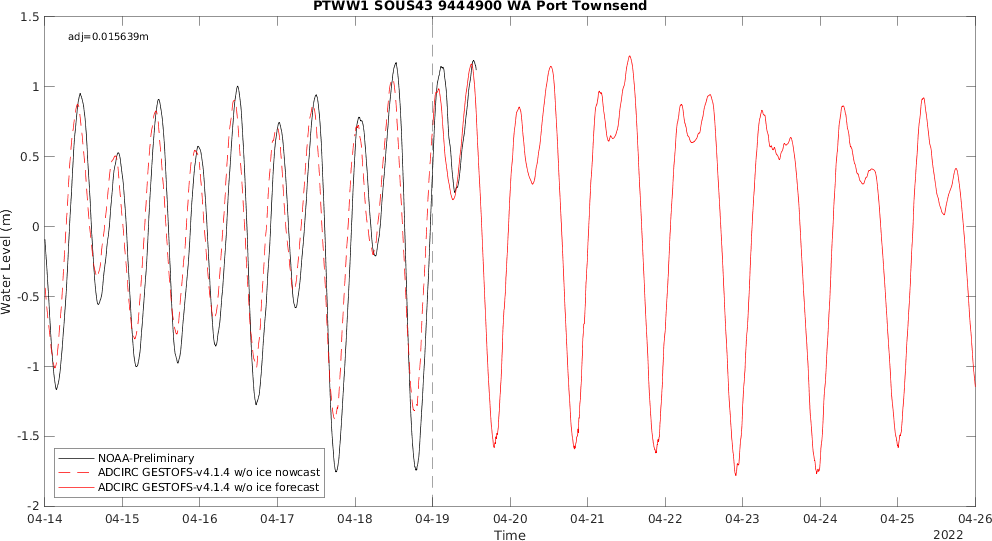 PTWW1 SOUS43 9444900 WA Port Townsend
adj=0.015639m
1.5
1
0.5
0
-0.5
-1
-1.5
-2
Water Level (m)
NOAA-Preliminary
ADCIRC GESTOFS-v4.1.4 w/o ice nowcast
ADCIRC GESTOFS-v4.1.4 w/o ice forecast
04-14 04-15 04-16 04-17 04-18 04-19 04-20 04-21 04-22 04-23 04-24 04-25 04-26
Time
2022